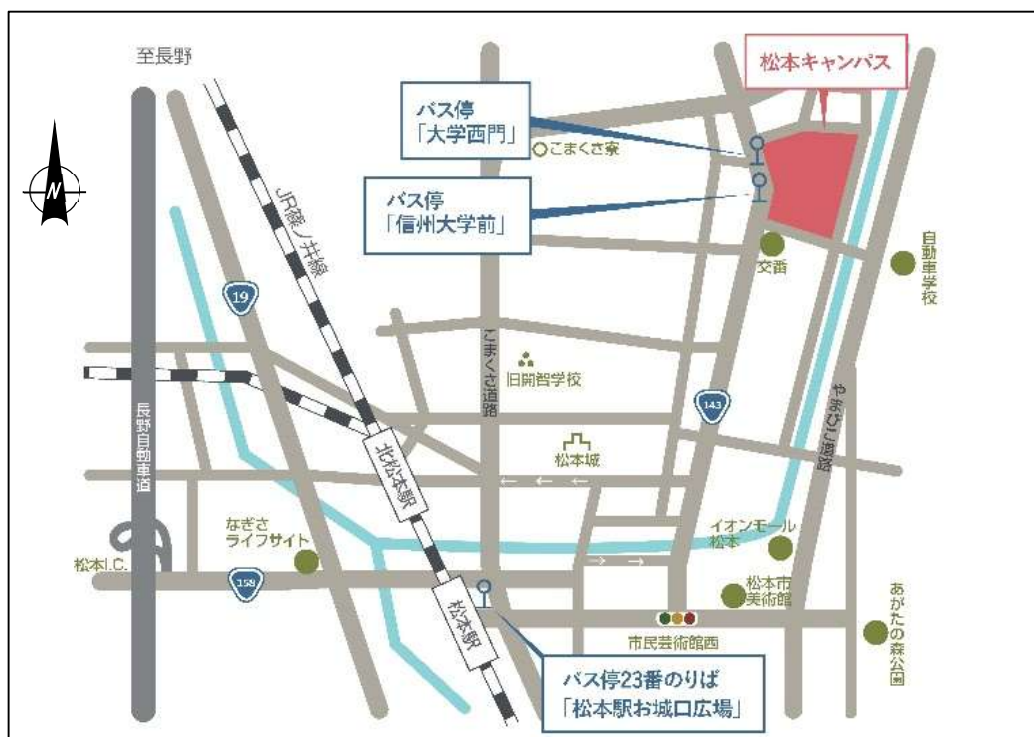 至長野
松本キャンパス
バス停
「大学西門」
こまくさ寮
N
バス停
「信州大学前」
JR篠ノ井線
交番
自動車学校
19
こまくさ道路
旧開智学校
143
やまびこ道路
長野自動車道
北松本駅
松本城
← ← ←
なぎさ
ライフサイト
イオンモール
松本
→ →
松本I.C.
158
松本市
美術館
松本駅
市民芸術館西
あがたの森公園
バス停23番のりば
「松本駅お城口広場」